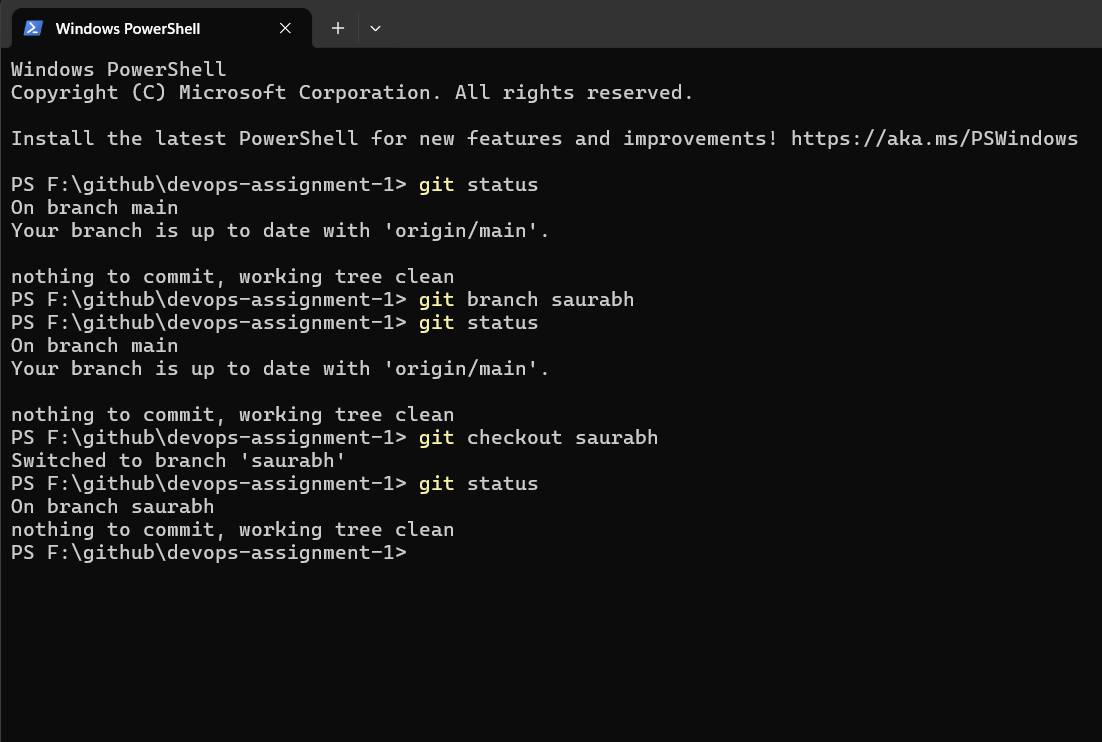 Windows PowerShell
Windows PowerShell
Copyright (C) Microsoft Corporation. All rights reserved.
Install the latest PowerShell for new features and improvements! https://aka.ms/PSWindows
PS F:\github\devops-assignment-1> git status
On branch main
Your branch is up to date with 'origin/main'.
nothing to commit, working tree clean
PS F:\github\devops-assignment-1> git branch saurabh
PS F:\github\devops-assignment-1> git status
On branch main
Your branch is up to date with 'origin/main'.
nothing to commit, working tree clean
PS F:\github\devops-assignment-1> git checkout saurabh
Switched to branch 'saurabh'
PS F:\github\devops-assignment-1> git status
On branch saurabh
nothing to commit, working tree clean
PS F:\github\devops-assignment-1>